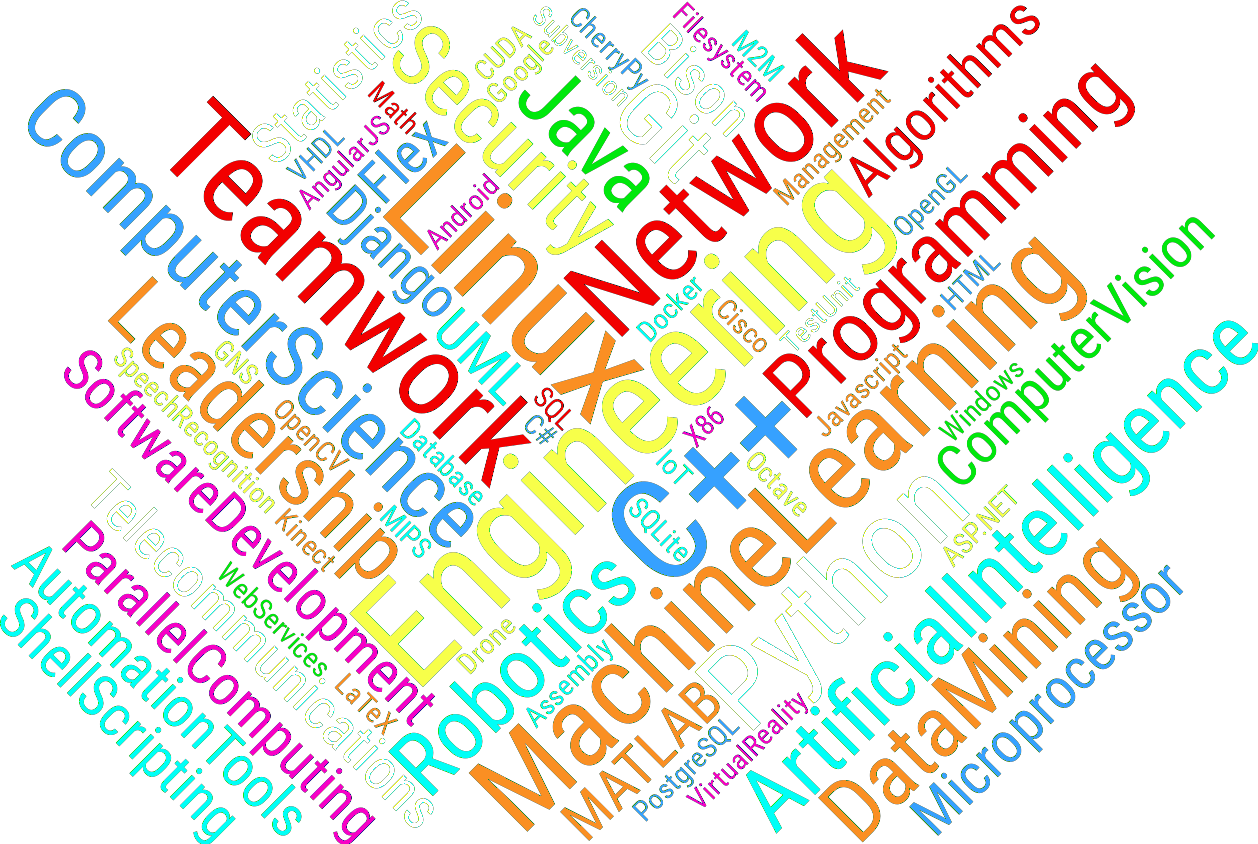 Statistics
Security
CUDA
Google
Subversion
CherryPy
Bison
Git
Filesystem
M2M
Network
Algorithms
Management
Programming
Java
Math
VHDL
AngularJS
DFlex
Django
Android
Linux
Teamwork
ComputerScience
UML
Engineering
OpenGL
HTML
Docker
Cisco
TestUnit
Learning
Javascript
Windows
ComputerVision
Leadership
GNS
SpeechRecognition
SoftwareDevelopment
OpenCV
Database
SQL
C#
X86
IoT
C++
Octave
SQLite
MIPS
Kinect
Telecommunications
ParallelComputing
AutomationTools
ShellScripting
WebServices
LaTeX
Robotics
Drone
Assembly
MachineLearning
Python
ASP.NET
ArtificialIntelligence
MATLAB
PostgreSQL
VirtualReality
DataMining
Microprocessor